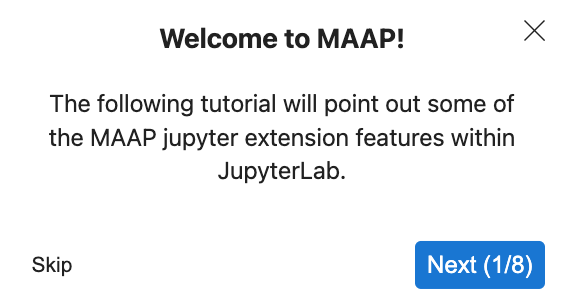 Welcome to MAAP!
The following tutorial will point out some of
the MAAP jupyter extension features within
JupyterLab.
Skip
Next (1/8)